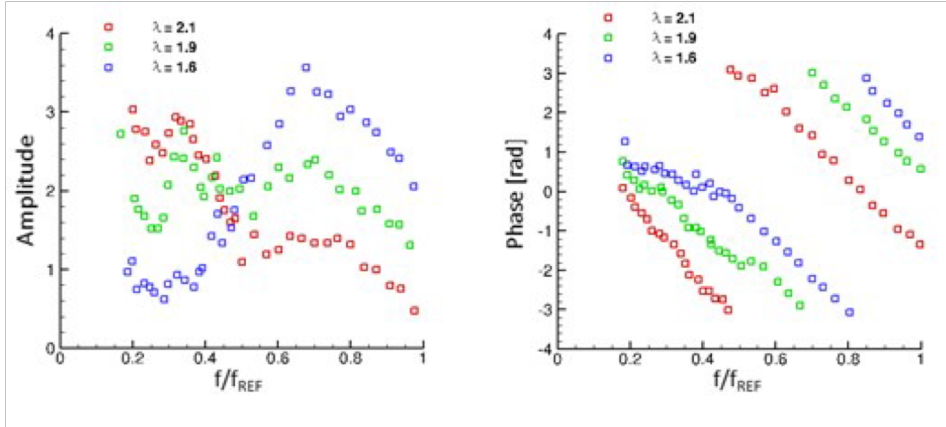 λ = 2.1
λ = 1.9
λ = 1.6
Amplitude
4
3
2
1
0
0
0.2
0.4
0.6
0.8
1
f/fREF
λ = 2.1
λ = 1.9
λ = 1.6
Phase [rad]
4
3
2
1
0
-1
-2
-3
-4
0
0.2
0.4
0.6
0.8
1
f/fREF